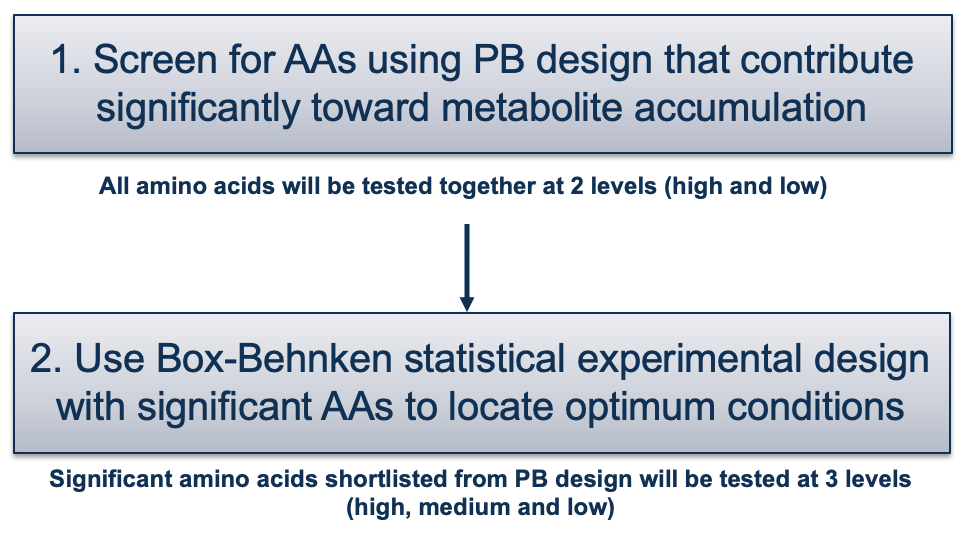 1. Screen for AAs using PB design that contribute
significantly toward metabolite accumulation
All amino acids will be tested together at 2 levels (high and low)
2. Use Box-Behnken statistical experimental design
with significant AAs to locate optimum conditions
Significant amino acids shortlisted from PB design will be tested at 3 levels
(high, medium and low)